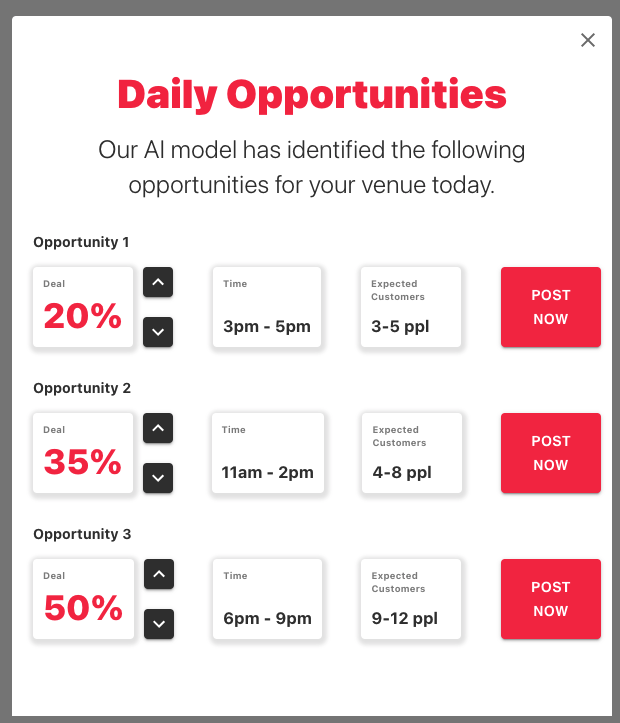 Daily Opportunities
Our AI model has identified the following
opportunities for your venue today.
Opportunity 1
Deal
20%
Time
3pm - 5pm
Expected
Customers
3-5 ppl
POST
NOW
Opportunity 2
Deal
35%
Time
11am - 2pm
Expected
Customers
4-8 ppl
POST
NOW
Opportunity 3
Deal
50%
Time
6pm - 9pm
Expected
Customers
9-12 ppl
POST
NOW